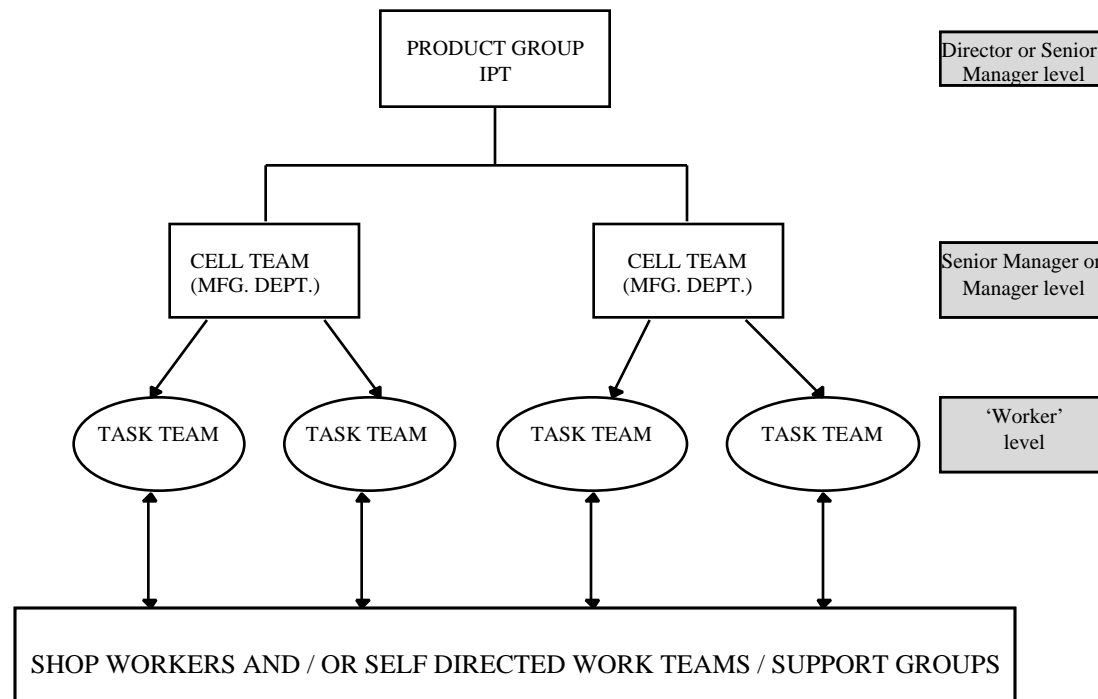 PRODUCT GROUP
IPT
Director or Senior
Manager level
CELL TEAM
(MFG. DEPT.)
CELL TEAM
(MFG. DEPT.)
Senior Manager or
Manager level
TASK TEAM
TASK TEAM
TASK TEAM
TASK TEAM
‘Worker’
level
SHOP WORKERS AND / OR SELF DIRECTED WORK TEAMS / SUPPORT GROUPS